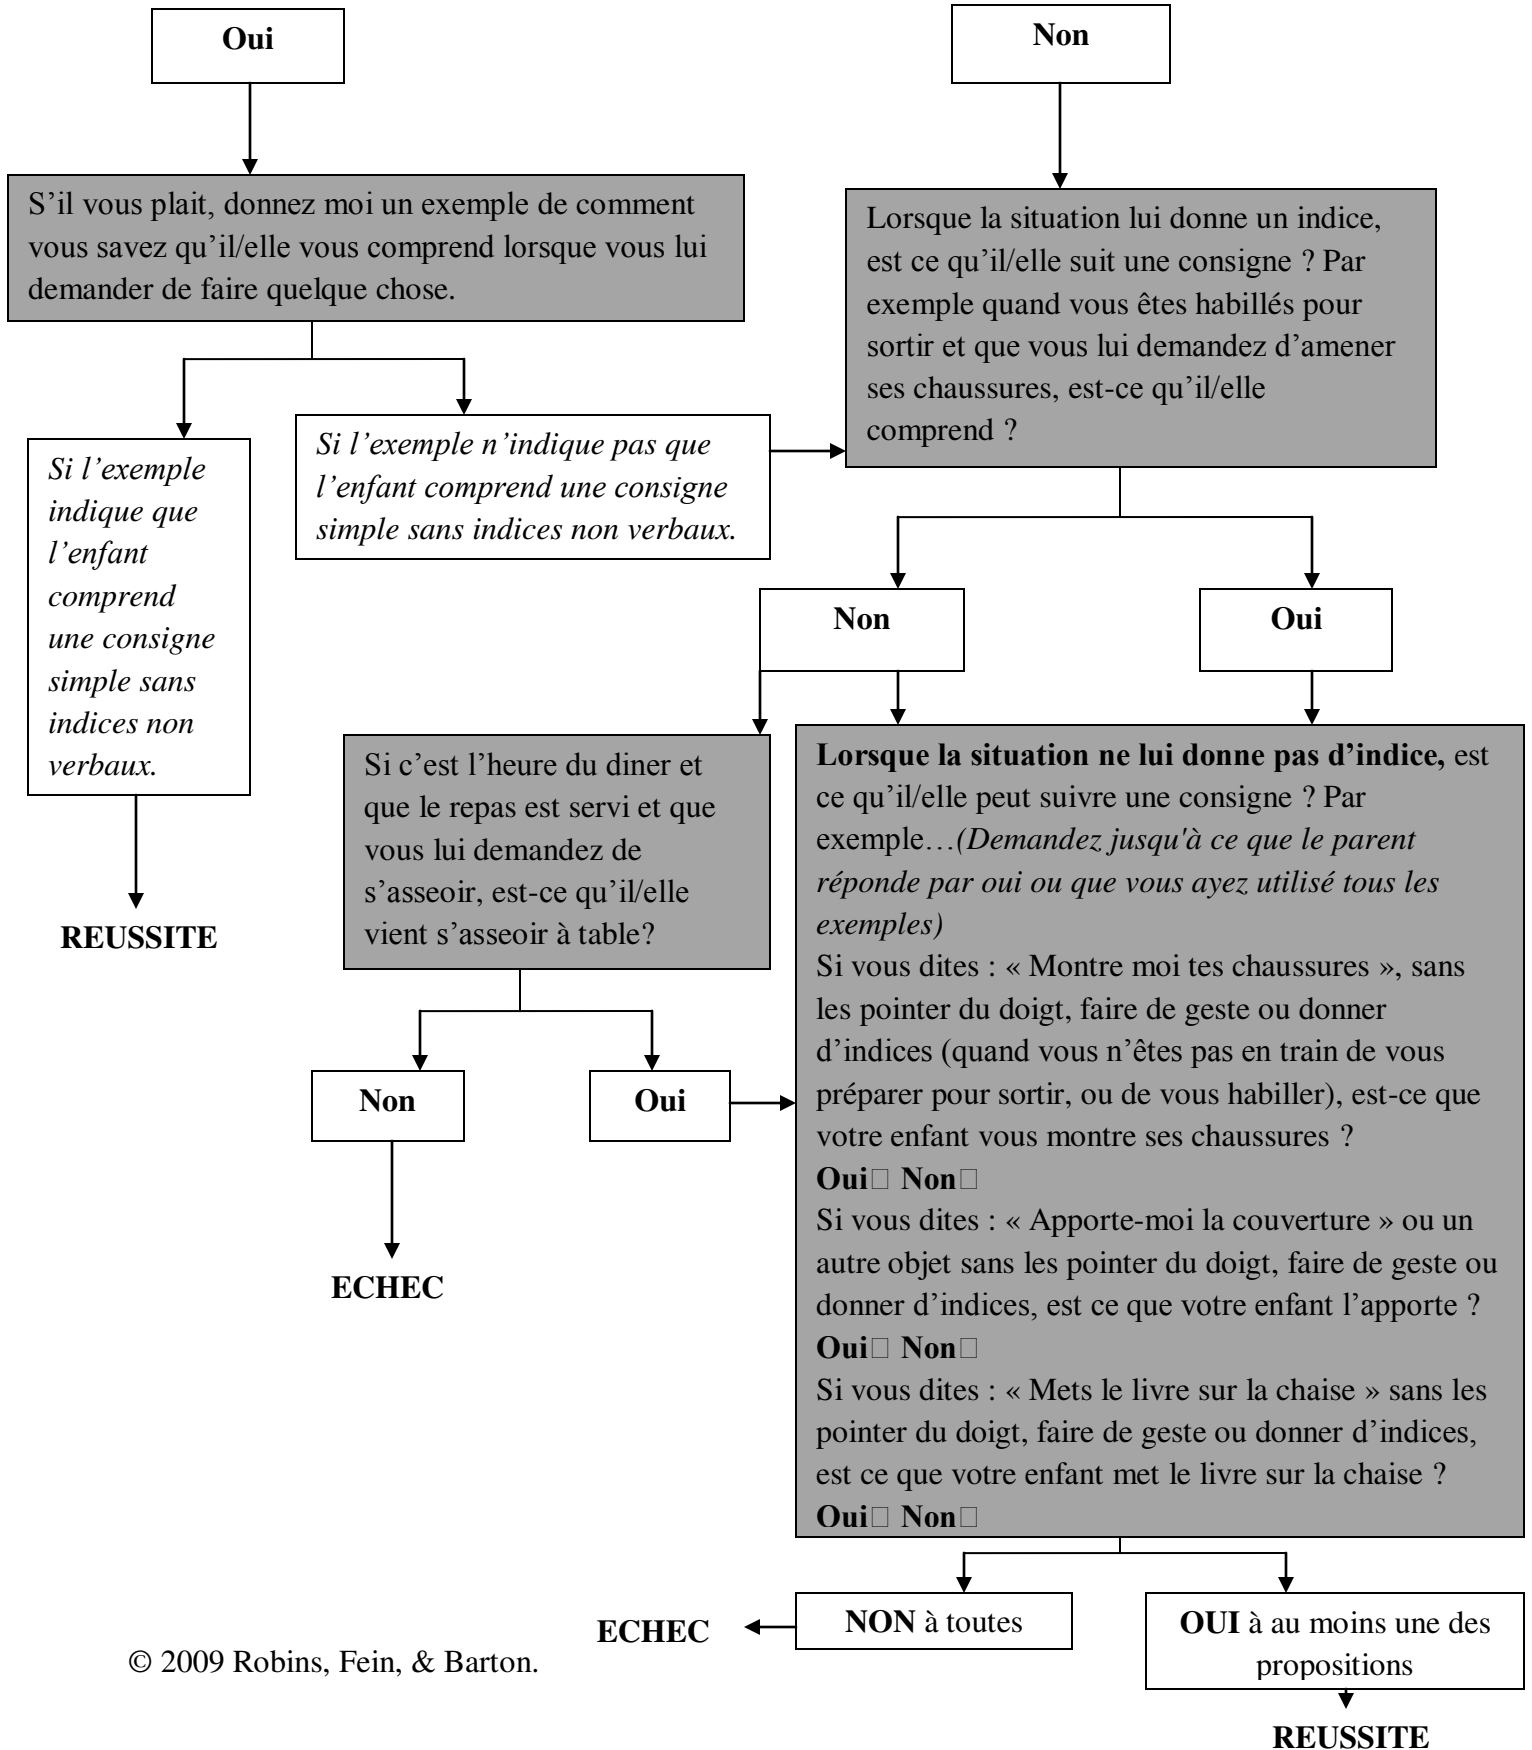 Oui
Non
S’il vous plait, donnez moi un exemple de comment
vous savez qu’il/elle vous comprend lorsque vous lui
demander de faire quelque chose.
Lorsque la situation lui donne un indice,
est ce qu’il/elle suit une consigne ? Par
exemple quand vous êtes habillés pour
sortir et que vous lui demandez d’amener
ses chaussures, est-ce qu’il/elle
comprend ?
Si l’exemple
indique que
l’enfant
comprend
une consigne
simple sans
indices non
verbaux.
Si l’exemple n’indique pas que
l’enfant comprend une consigne
simple sans indices non verbaux.
Non
Oui
REUSSITE
Si c’est l’heure du diner et
que le repas est servi et que
vous lui demandez de
s’asseoir, est-ce qu’il/elle
vient s’asseoir à table?
Lorsque la situation ne lui donne pas d’indice, est
ce qu’il/elle peut suivre une consigne ? Par
exemple…(Demandez jusqu'à ce que le parent
réponde par oui ou que vous ayez utilisé tous les
exemples)
Si vous dites : « Montre moi tes chaussures », sans
les pointer du doigt, faire de geste ou donner
d’indices (quand vous n’êtes pas en train de vous
préparer pour sortir, ou de vous habiller), est-ce que
votre enfant vous montre ses chaussures ?
Oui□ Non□
Si vous dites : « Apporte-moi la couverture » ou un
autre objet sans les pointer du doigt, faire de geste ou
donner d’indices, est ce que votre enfant l’apporte ?
Oui□ Non□
Si vous dites : « Mets le livre sur la chaise » sans les
pointer du doigt, faire de geste ou donner d’indices,
est ce que votre enfant met le livre sur la chaise ?
Oui□ Non□
Non
Oui
ECHEC
NON à toutes
OUI à au moins une des
propositions
ECHEC
REUSSITE
© 2009 Robins, Fein, & Barton.